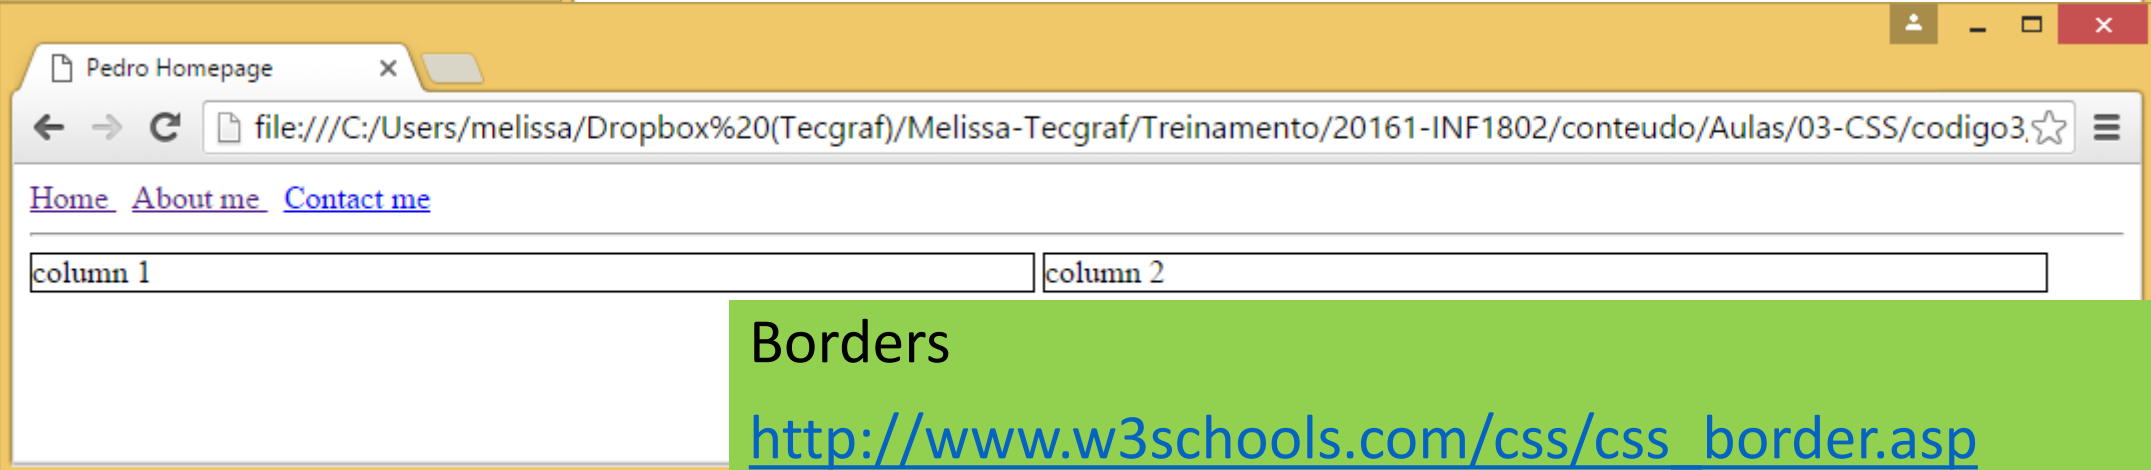 Pedro Homepage
file:///C:/Users/melissa/Dropbox%20(Tecgraf)/Melissa-Tecgraf/Treinamento/20161-INF1802/conteudo/Aulas/03-CSS/codigo3
Home About me Contact me
column 1 column 2
Borders
http://www.w3schools.com/css/css_border.asp